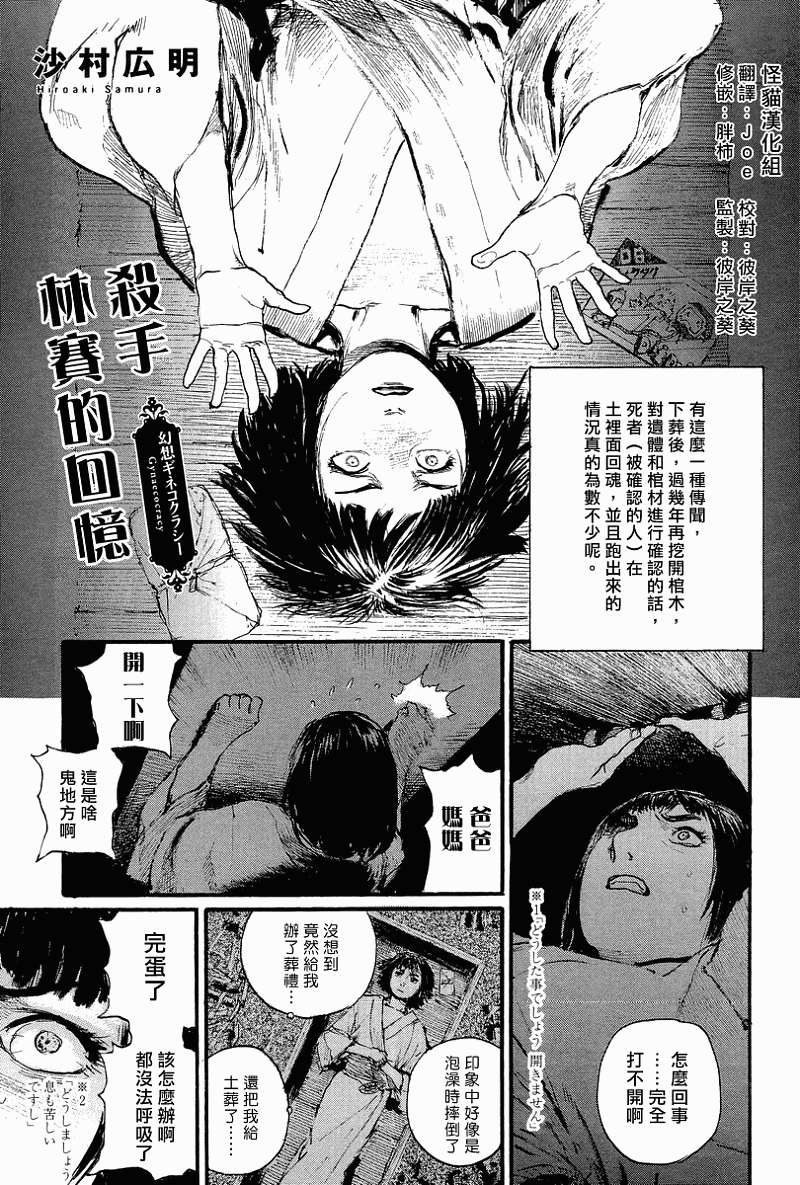 沙村広明
Hiroaki Samura
怪貓漢化組
翻譯：Joe 校對：彼岸之葵
修嵌：胖柿 監製：彼岸之葵
殺手
林賽的回憶
幻想ギネコクラシー
Gynaccocracy
有這麼一種傳聞，
下葬後，過幾年再挖開棺木，
對遺體和棺材進行確認的話，
死者（被確認的人）在
土裡面回魂，並且跑出來的
情況真的為數不少呢。
怎麼回事
……完全
打不開啊
※1「どうした事でしょう 開きません」
爸爸
媽媽
開一下啊
這是啥
鬼地方啊
印象中好像是
泡澡時摔倒了
沒想到
竟然給我
辦了葬禮…
還把我給
土葬了……
完蛋了
該怎麼辦啊
都沒法呼吸了
※2
「どうしましょう
息も苦しい
ですし」